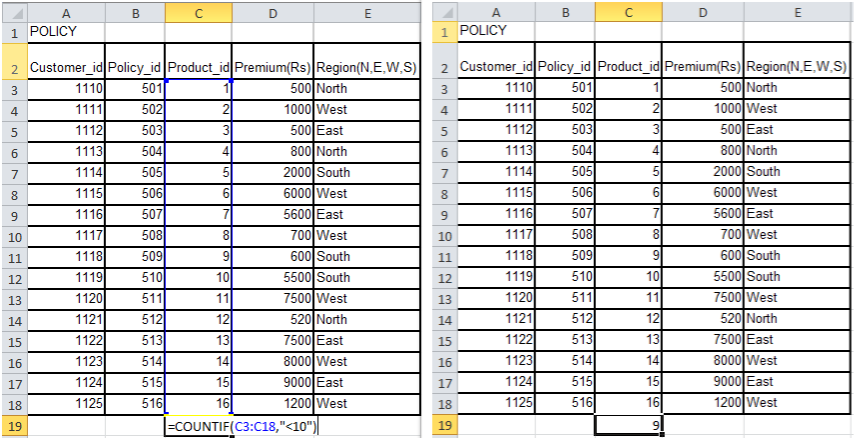 A B C D E
1 POLICY
2 Customer_id Policy_id Product_id Premium(Rs) Region(N,E,W,S)
3 1110 501 1 500 North
4 1111 502 2 1000 West
5 1112 503 3 500 East
6 1113 504 4 800 North
7 1114 505 5 2000 South
8 1115 506 6 6000 West
9 1116 507 7 5600 East
10 1117 508 8 700 West
11 1118 509 9 600 South
12 1119 510 10 5500 South
13 1120 511 11 7500 West
14 1121 512 12 520 North
15 1122 513 13 7500 East
16 1123 514 14 8000 West
17 1124 515 15 9000 East
18 1125 516 16 1200 West
19 =COUNTIF(C3:C18,"<10")
A B C D E
1 POLICY
2 Customer_id Policy_id Product_id Premium(Rs) Region(N,E,W,S)
3 1110 501 1 500 North
4 1111 502 2 1000 West
5 1112 503 3 500 East
6 1113 504 4 800 North
7 1114 505 5 2000 South
8 1115 506 6 6000 West
9 1116 507 7 5600 East
10 1117 508 8 700 West
11 1118 509 9 600 South
12 1119 510 10 5500 South
13 1120 511 11 7500 West
14 1121 512 12 520 North
15 1122 513 13 7500 East
16 1123 514 14 8000 West
17 1124 515 15 9000 East
18 1125 516 16 1200 West
19 9